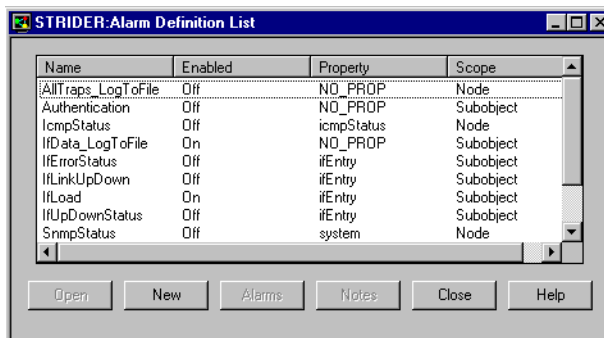 STRIDER:Alarm Definition List
Name Enabled Property Scope
AllTraps_LogToFile Off NO_PROP Node
Authentication Off NO_PROP Subobject
IcmpStatus Off icmpStatus Node
IfData_LogToFile On NO_PROP Subobject
IfErrorStatus Off ifEntry Subobject
IfLinkUpDown Off ifEntry Subobject
IfLoad On ifEntry Subobject
IfUpDownStatus Off ifEntry Subobject
SnmpStatus Off system Node
Open New Alarms Notes Close Help